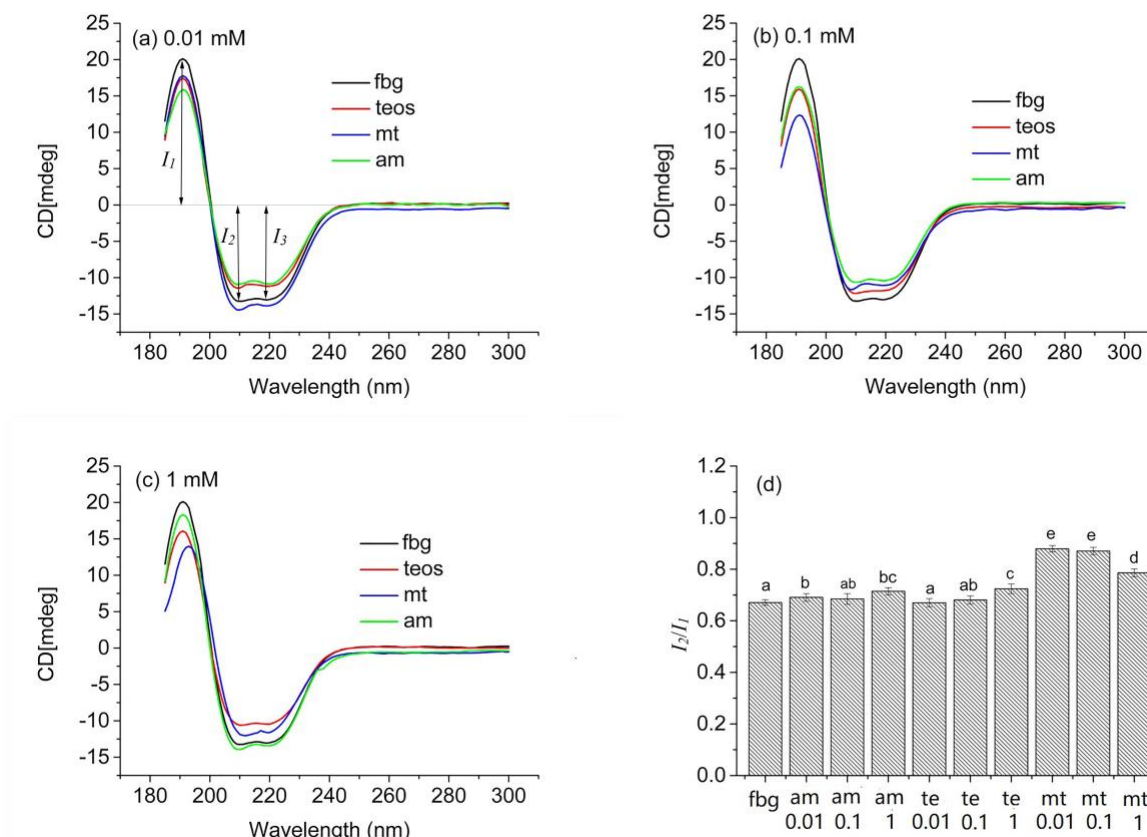 (a) 0.01 mM
25
20
15
10
5
0
-5
-10
-15
CD[mdeg]
fbg
teos
mt
am
I1
I2
I3
180 200 220 240 260 280 300
Wavelength (nm)
(b) 0.1 mM
25
20
15
10
5
0
-5
-10
-15
CD[mdeg]
fbg
teos
mt
am
180 200 220 240 260 280 300
Wavelength (nm)
(c) 1 mM
25
20
15
10
5
0
-5
-10
-15
CD[mdeg]
fbg
teos
mt
am
180 200 220 240 260 280 300
Wavelength (nm)
(d)
1.2
1.0
0.8
0.6
0.4
0.2
0.0
I2/I1
a b ab bc a ab c e e d
fbg am am am te te te mt mt mt
0.01 0.1 1 0.01 0.1 1 0.01 0.1 1